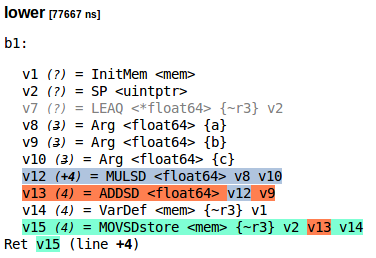 lower [77667 ns]
b1:
v1 (?) = InitMem <mem>
v2 (?) = SP <uintptr>
v7 (?) = LEAQ <*float64> {~r3} v2
v8 (3) = Arg <float64> {a}
v9 (3) = Arg <float64> {b}
v10 (3) = Arg <float64> {c}
v12 (+4) = MULSD <float64> v8 v10
v13 (4) = ADDSD <float64> v12 v9
v14 (4) = VarDef <mem> {~r3} v1
v15 (4) = MOVSDstore <mem> {~r3} v2 v13 v14
Ret v15 (line +4)